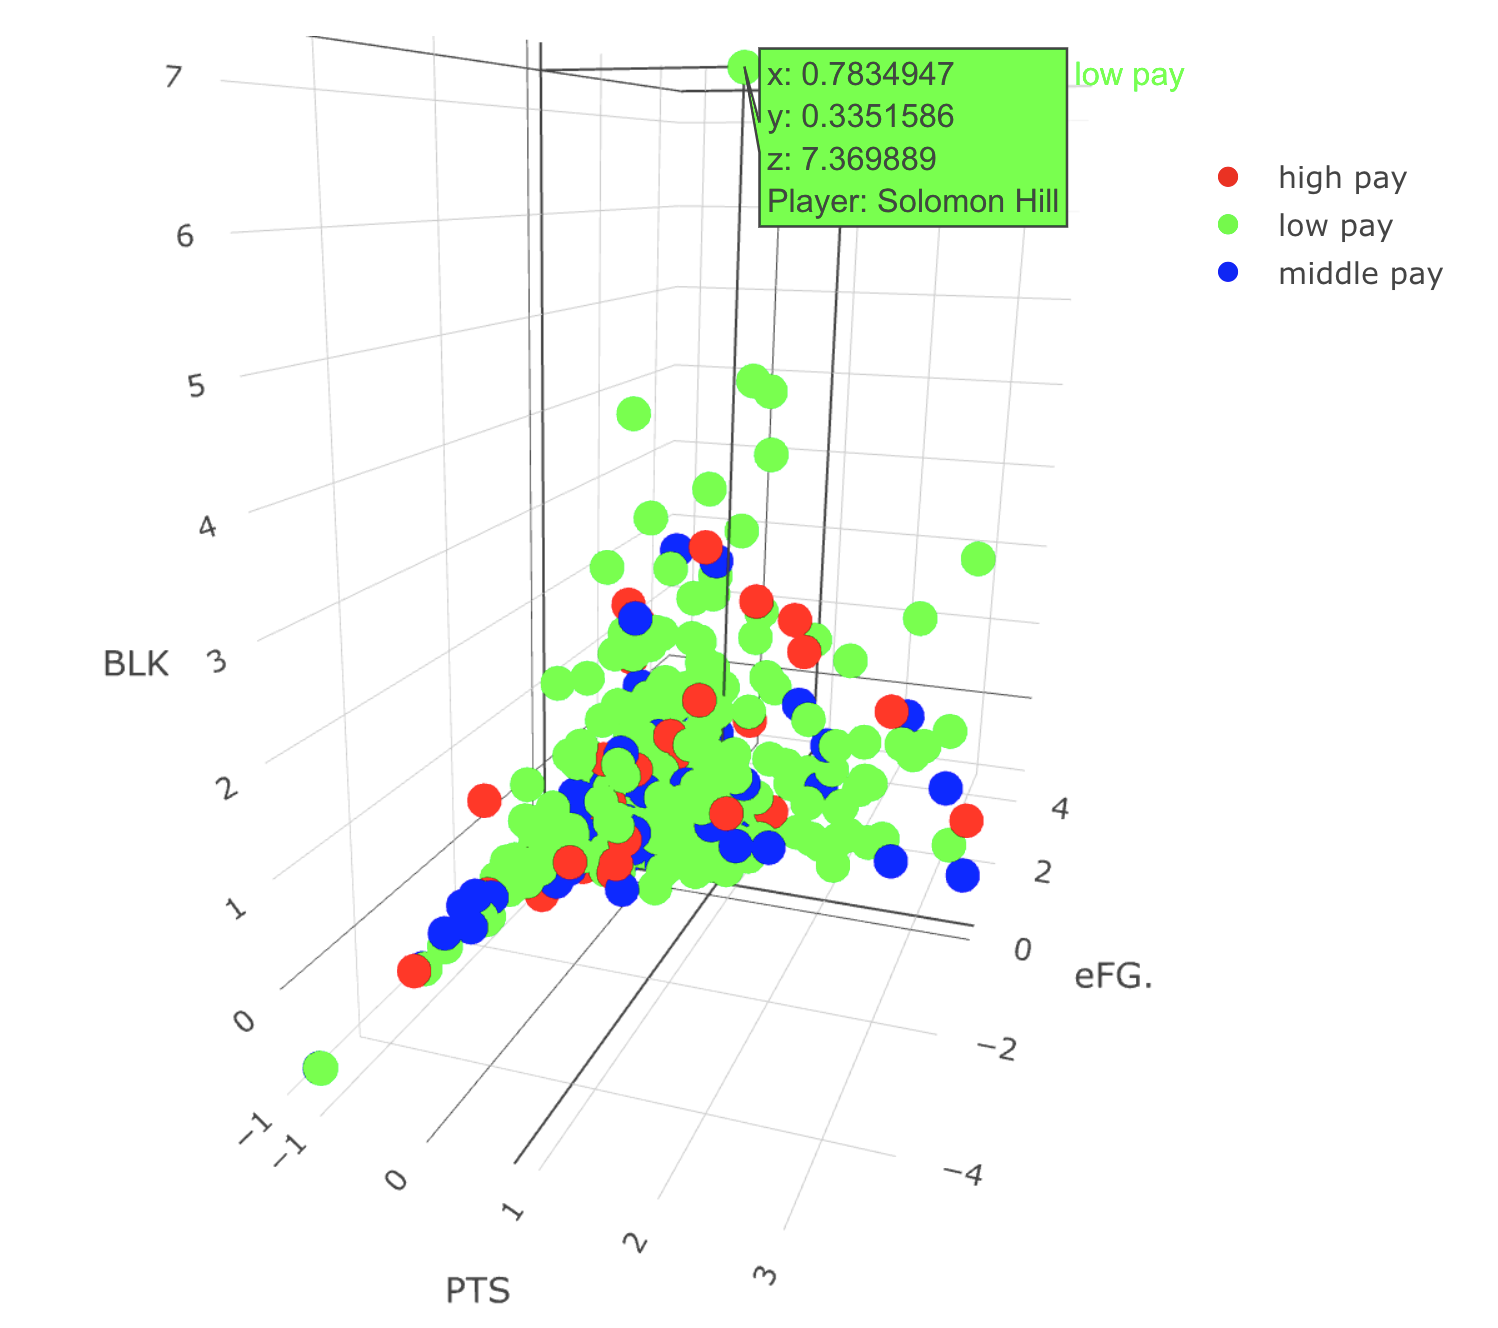 7
x: 0.7834947
low pay
y: 0.3351586
z: 7.369889
Player: Solomon Hill
high pay
low pay
middle pay
6
5
4
BLK
3
2
1
0
4
2
0
eFG.
−2
−4
−1
−1
0
1
2
3
PTS